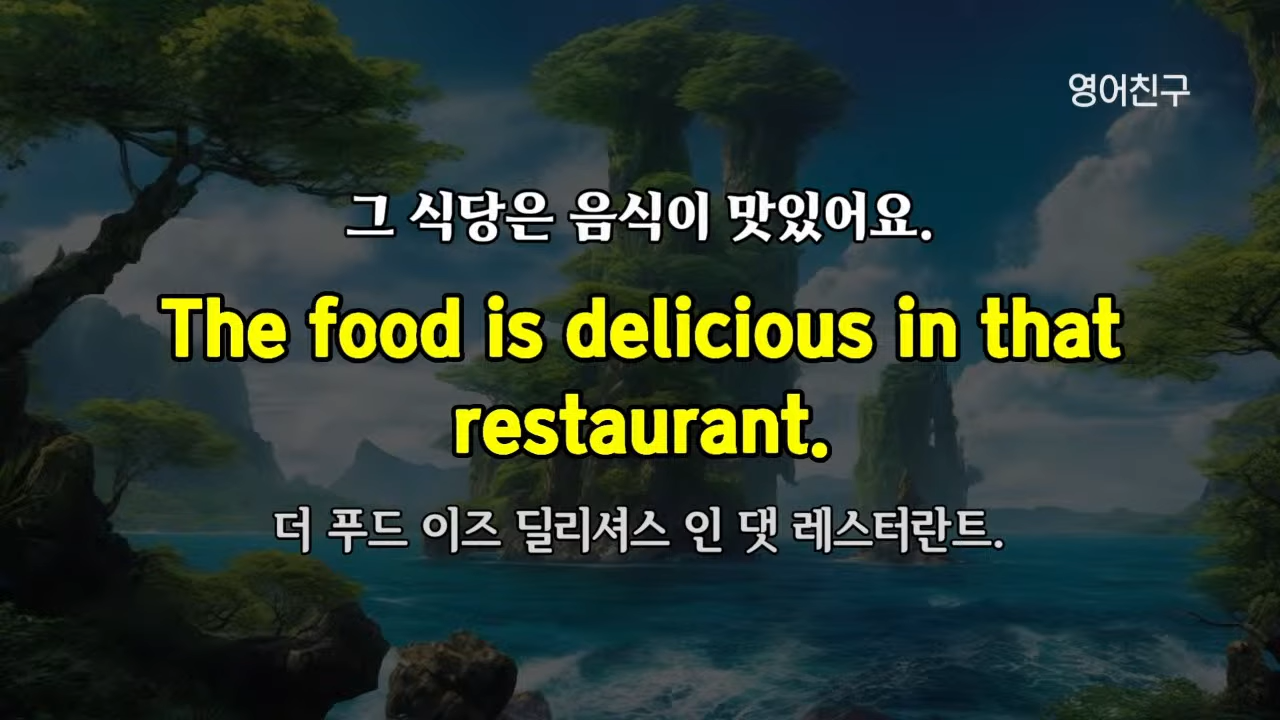 영어친구
그 식당은 음식이 맛있어요.
The food is delicious in that
restaurant.
더 푸드 이즈 딜리셔스 인 댓 레스터란트.